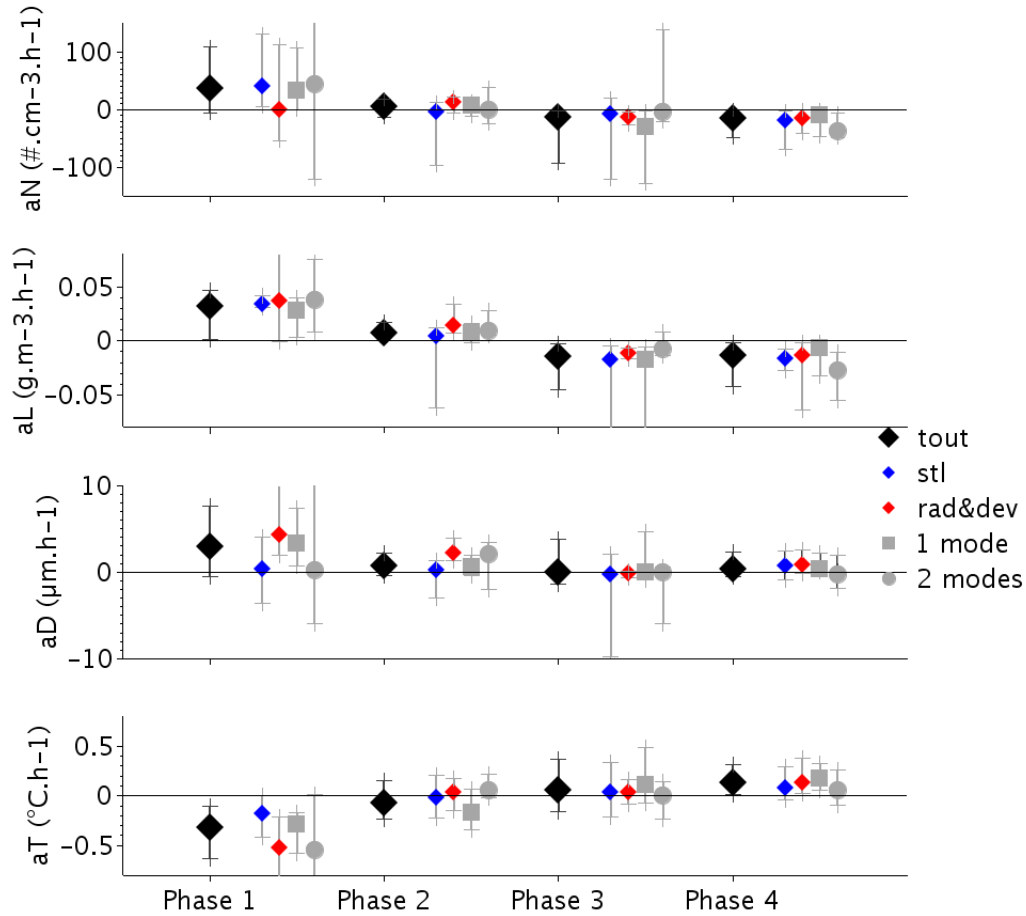 100
0
−100
aN (#.cm−3.h−1)
0.05
0
−0.05
aL (g.m−3.h−1)
tout
stl
rad&dev
1 mode
2 modes
10
0
−10
aD (µm.h−1)
0.5
0
−0.5
aT (°C.h−1)
Phase 1 Phase 2 Phase 3 Phase 4